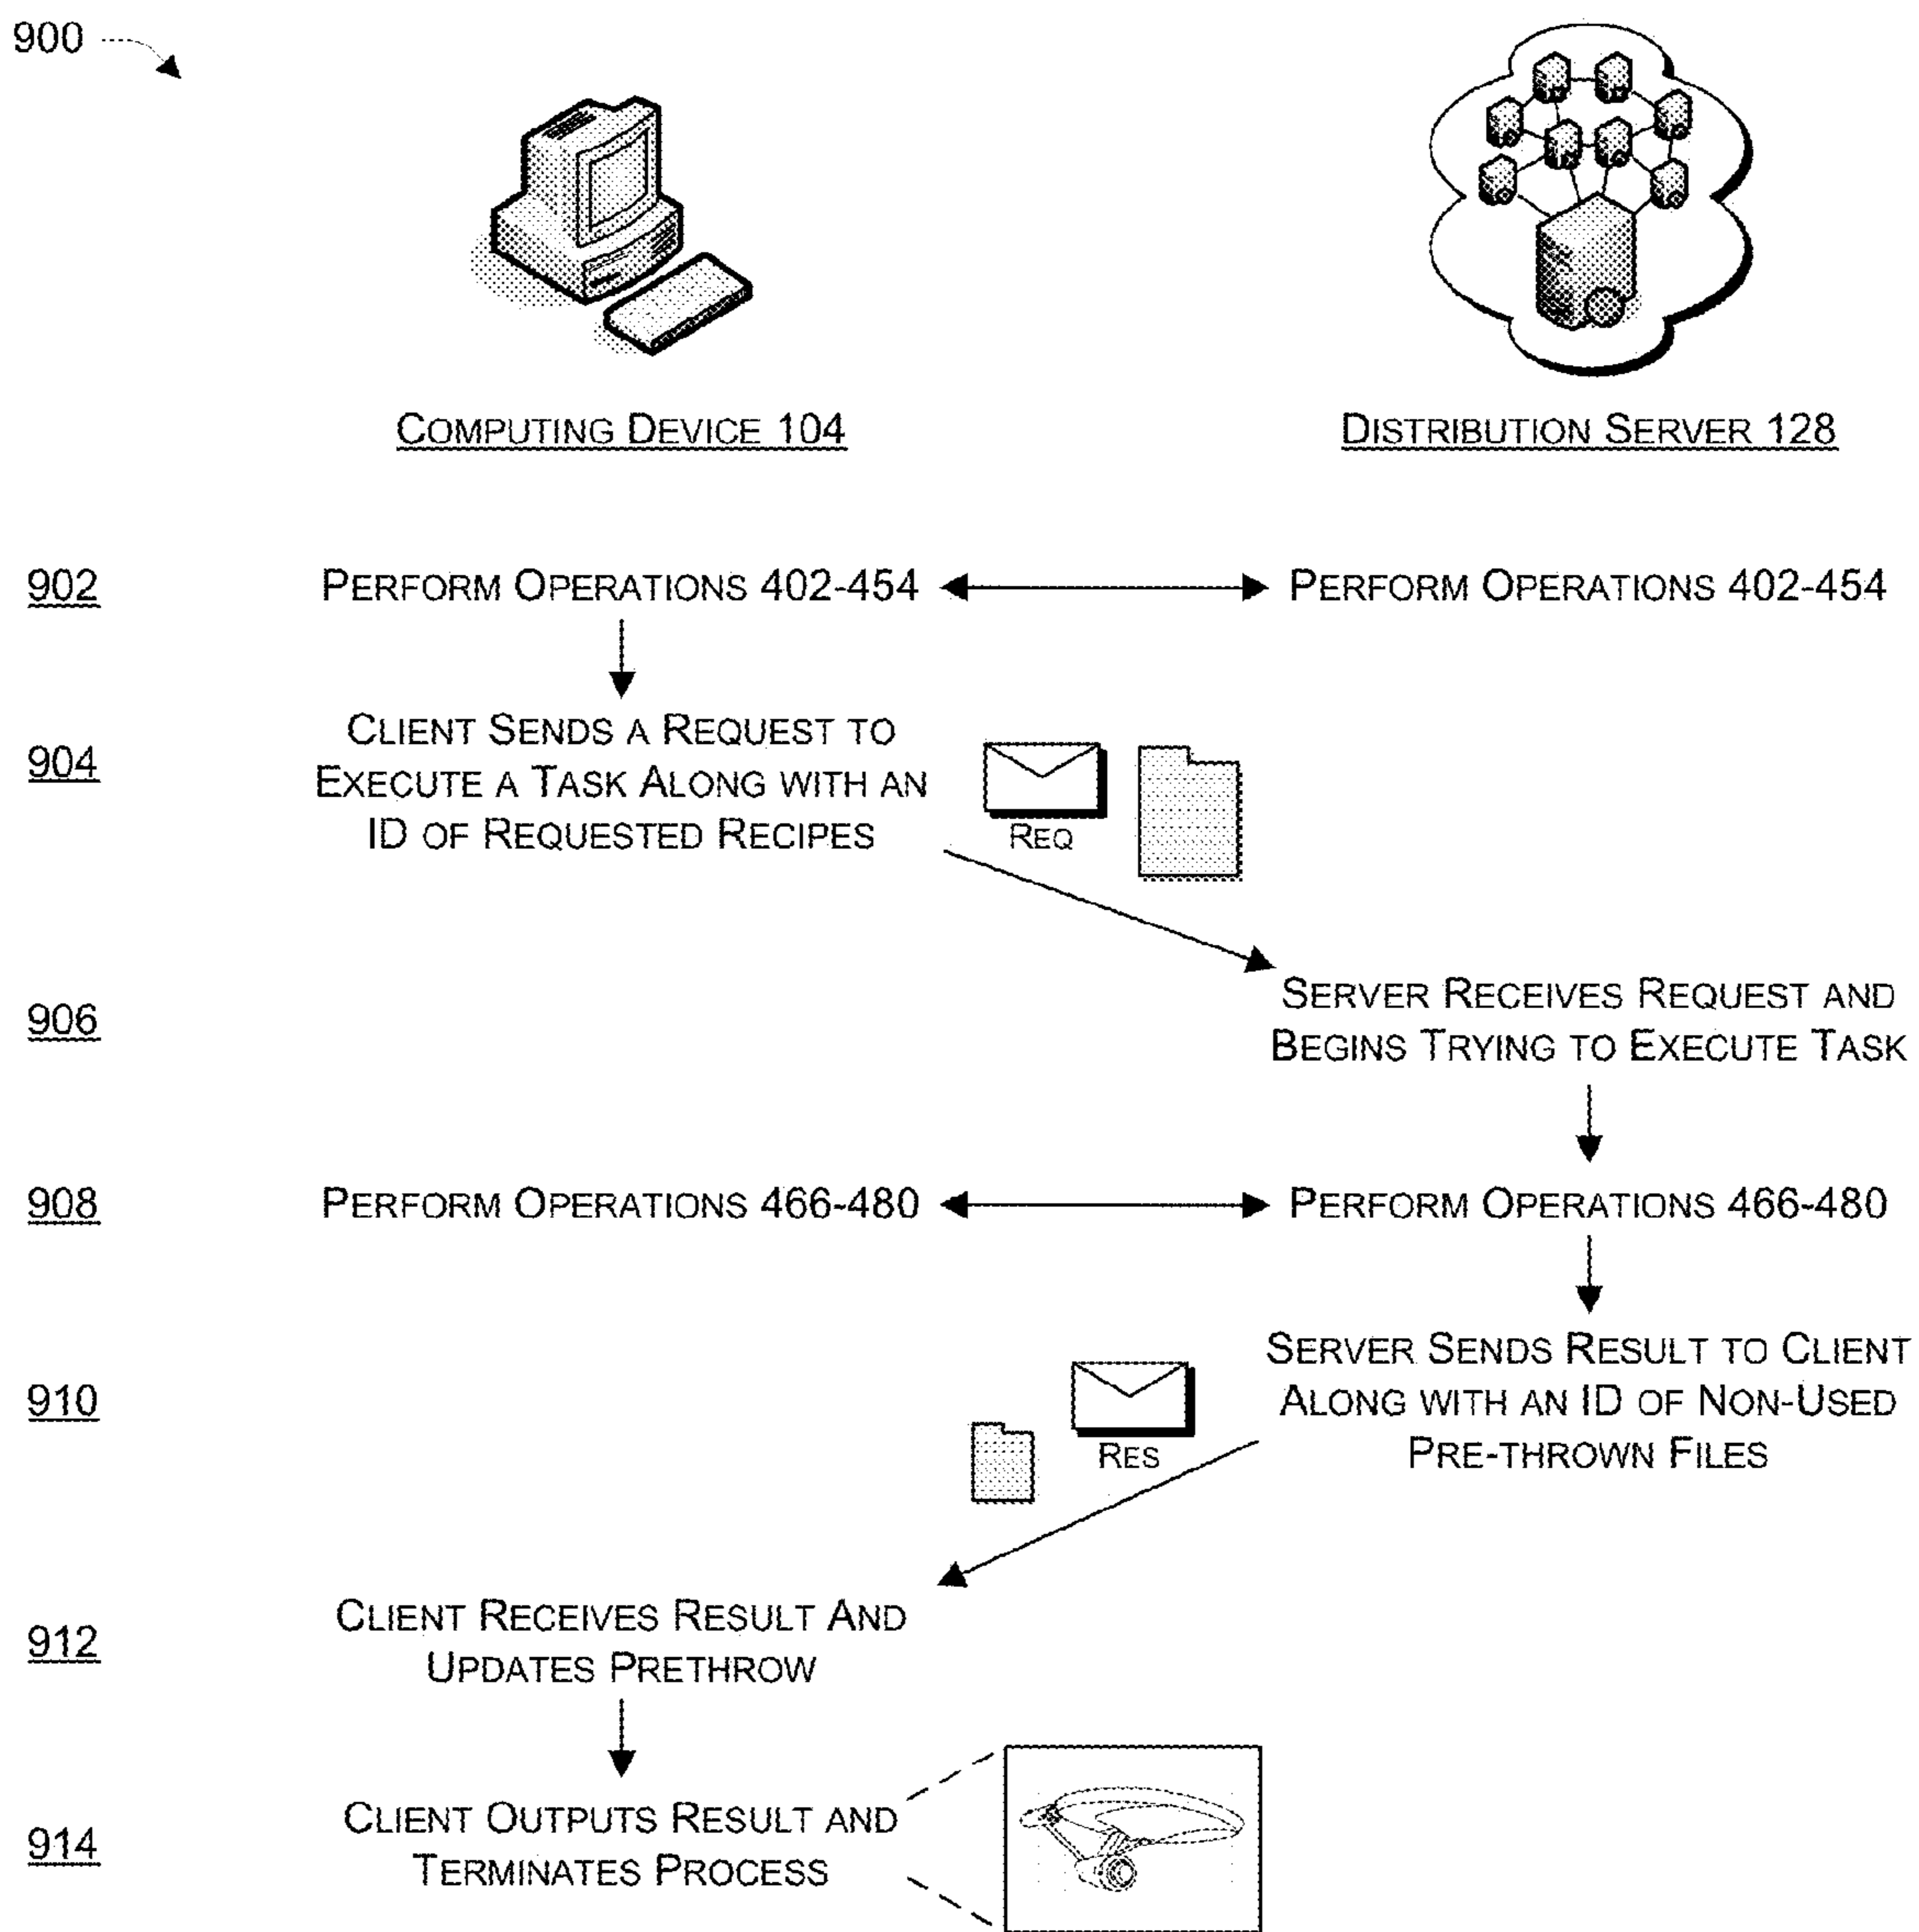 900
COMPUTING DEVICE 104
DISTRIBUTION SERVER 128
902
PERFORM OPERATIONS 402-454
PERFORM OPERATIONS 402-454
904
CLIENT SENDS A REQUEST TO
EXECUTE A TASK ALONG WITH AN
ID OF REQUESTED RECIPES
REQ
906
SERVER RECEIVES REQUEST AND
BEGINS TRYING TO EXECUTE TASK
908
PERFORM OPERATIONS 466-480
PERFORM OPERATIONS 466-480
910
SERVER SENDS RESULT TO CLIENT
ALONG WITH AN ID OF NON-USED
PRE-THROWN FILES
RES
912
CLIENT RECEIVES RESULT AND
UPDATES PRETHROW
914
CLIENT OUTPUTS RESULT AND
TERMINATES PROCESS